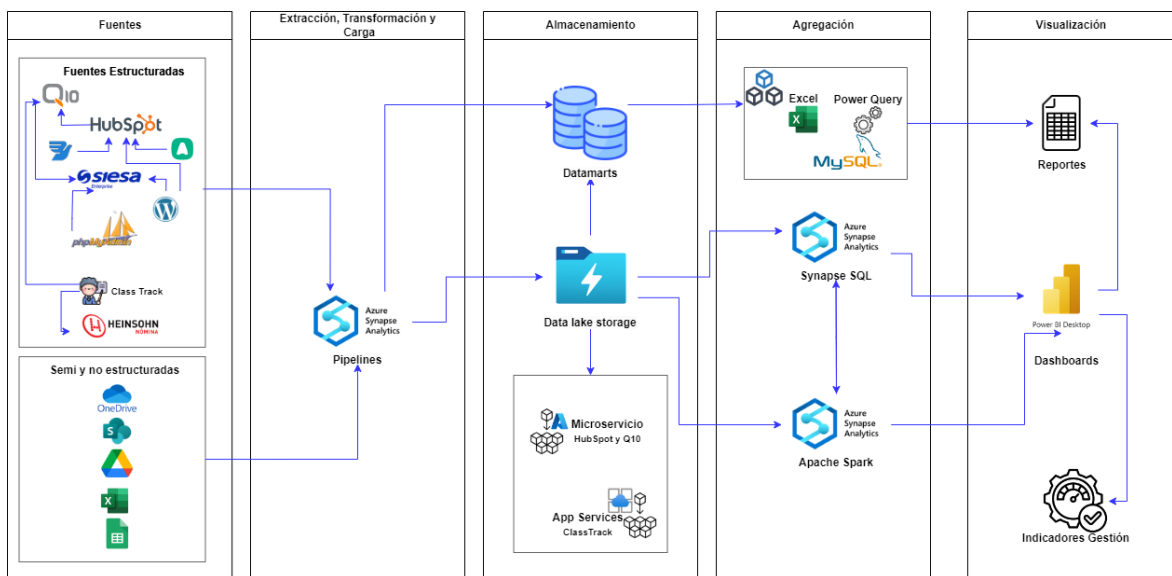 Fuentes
Extracción, Transformación y
Carga
Almacenamiento
Agregación
Visualización
Fuentes Estructuradas
Q10
HubSpot
siesa
Enterprise
phpMyAdmin
Class Track
HEINSOHN
NÓMINA
Semi y no estructuradas
OneDrive
Azure
Synapse
Analytics
Pipelines
Datamarts
Data lake storage
Microservicio
HubSpot y Q10
App Services
ClassTrack
Excel
Power Query
MySQL
Azure
Synapse
Analytics
Synapse SQL
Azure
Synapse
Analytics
Apache Spark
Reportes
Power BI Desktop
Dashboards
Indicadores Gestión